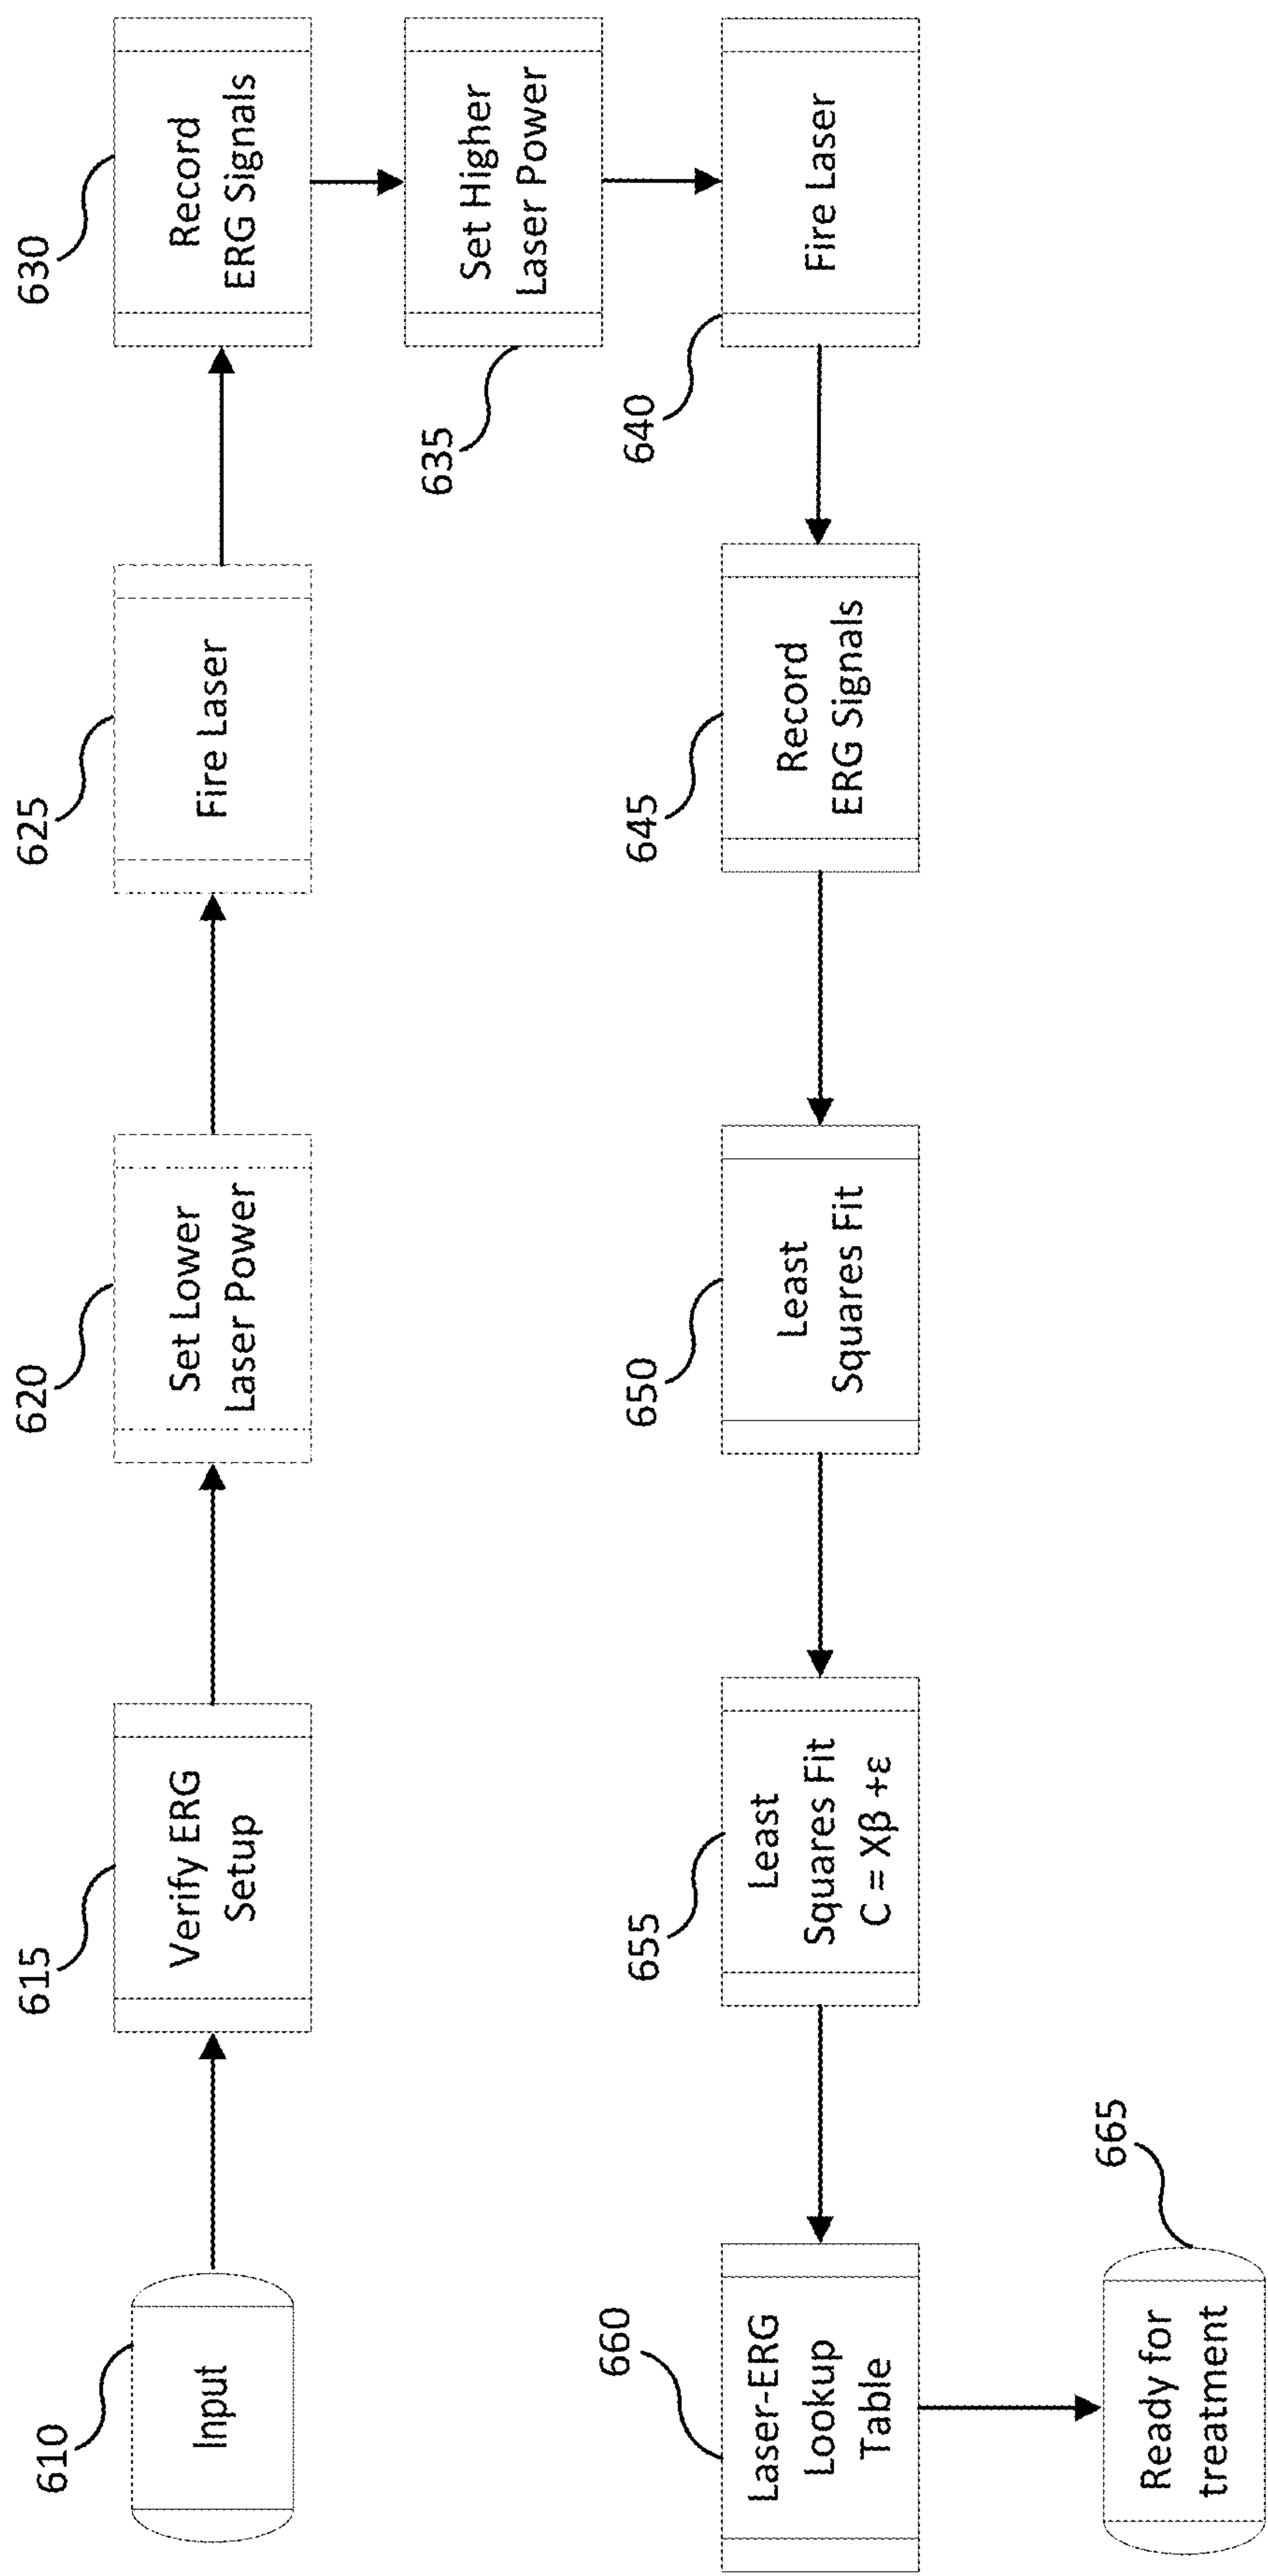 610
Input
615
Verify ERG
Setup
620
Set Lower
Laser Power
625
Fire Laser
630
Record
ERG Signals
635
Set Higher
Laser Power
640
Fire Laser
645
Record
ERG Signals
650
Least
Squares Fit
655
Least
Squares Fit
C = Xβ +ε
660
Laser-ERG
Lookup
Table
665
Ready for
treatment